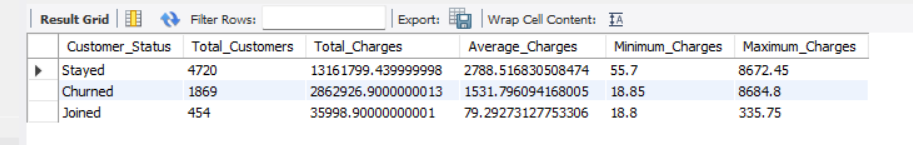 Result Grid Filter Rows: Export: Wrap Cell Content: IA
Customer_Status Total_Customers Total_Charges Average_Charges Minimum_Charges Maximum_Charges
Stayed 4720 13161799.439999998 2788.516830508474 55.7 8672.45
Churned 1869 2862926.9000000013 1531.796094168005 18.85 8684.8
Joined 454 35998.90000000001 79.29273127753306 18.8 335.75